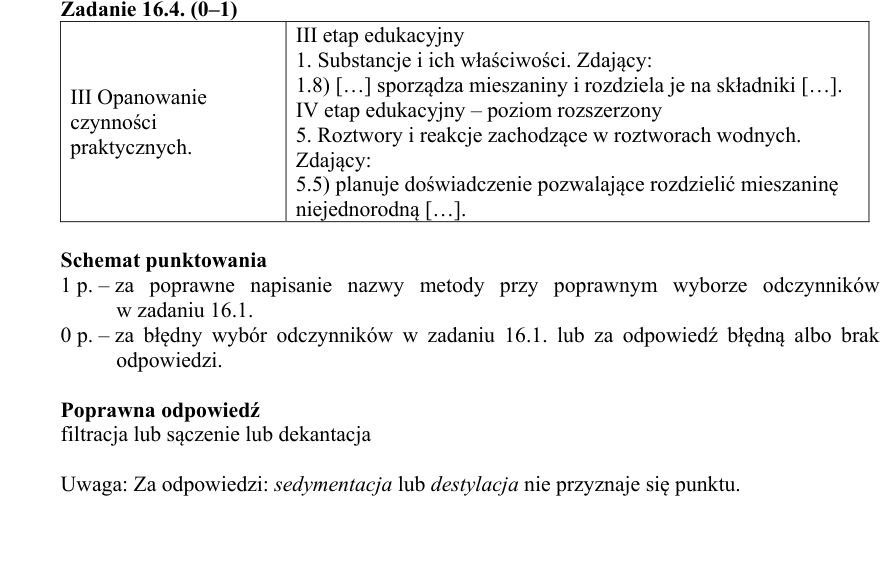 Zadanie 16.4. (0–1)
III Opanowanie
czynności
praktycznych.
III etap edukacyjny
1. Substancje i ich właściwości. Zdający:
1.8) […] sporządza mieszaniny i rozdziela je na składniki […].
IV etap edukacyjny – poziom rozszerzony
5. Roztwory i reakcje zachodzące w roztworach wodnych.
Zdający:
5.5) planuje doświadczenie pozwalające rozdzielić mieszaninę
niejednorodną […].
Schemat punktowania
1 p. – za poprawne napisanie nazwy metody przy poprawnym wyborze odczynników
w zadaniu 16.1.
0 p. – za błędny wybór odczynników w zadaniu 16.1. lub za odpowiedź błędną albo brak
odpowiedzi.
Poprawna odpowiedź
filtracja lub sączenie lub dekantacja
Uwaga: Za odpowiedzi: sedymentacja lub destylacja nie przyznaje się punktu.